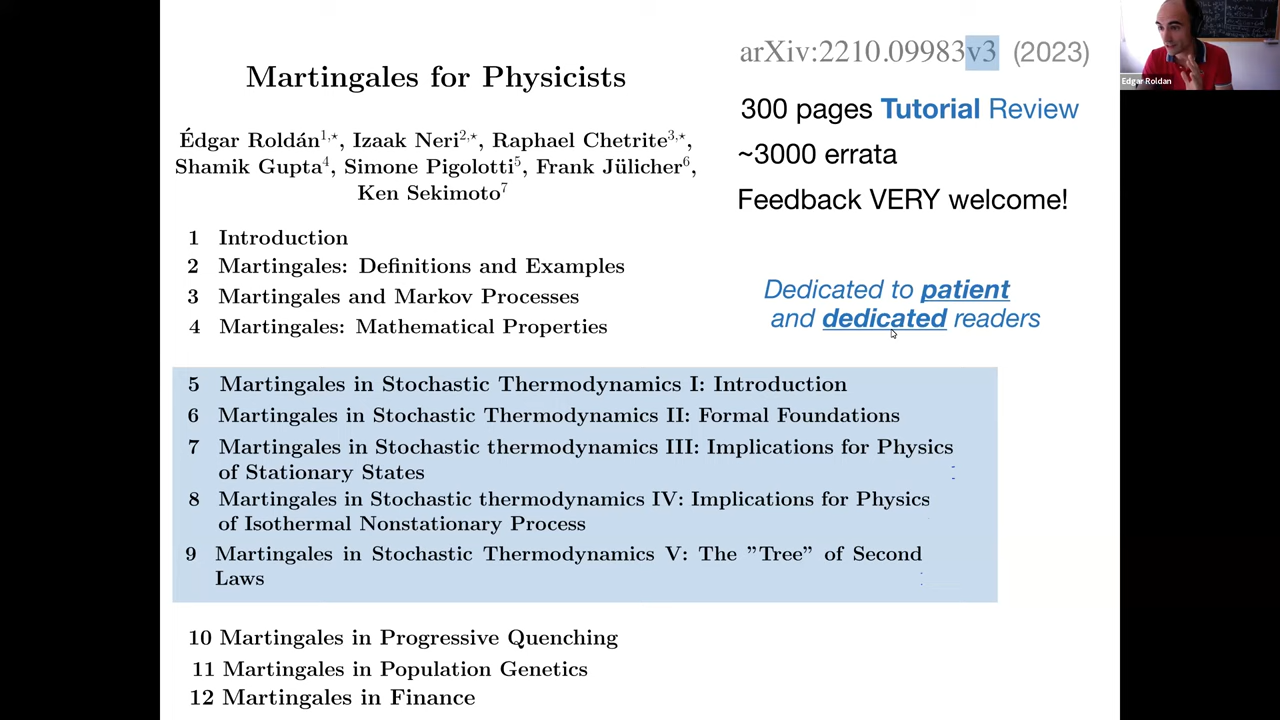 arXiv:2210.09983v3 (2023)
Edgar Roldan
Martingales for Physicists
300 pages Tutorial Review
~3000 errata
Feedback VERY welcome!
Édgar Roldán1,⋆, Izaak Neri2,⋆, Raphael Chetrite3,⋆,
Shamik Gupta4, Simone Pigolotti5, Frank Jülicher6,
Ken Sekimoto7
Dedicated to patient
and dedicated readers
1 Introduction
2 Martingales: Definitions and Examples
3 Martingales and Markov Processes
4 Martingales: Mathematical Properties
5 Martingales in Stochastic Thermodynamics I: Introduction
6 Martingales in Stochastic Thermodynamics II: Formal Foundations
7 Martingales in Stochastic thermodynamics III: Implications for Physics
of Stationary States
8 Martingales in Stochastic thermodynamics IV: Implications for Physics
of Isothermal Nonstationary Process
9 Martingales in Stochastic Thermodynamics V: The ”Tree” of Second
Laws
10 Martingales in Progressive Quenching
11 Martingales in Population Genetics
12 Martingales in Finance